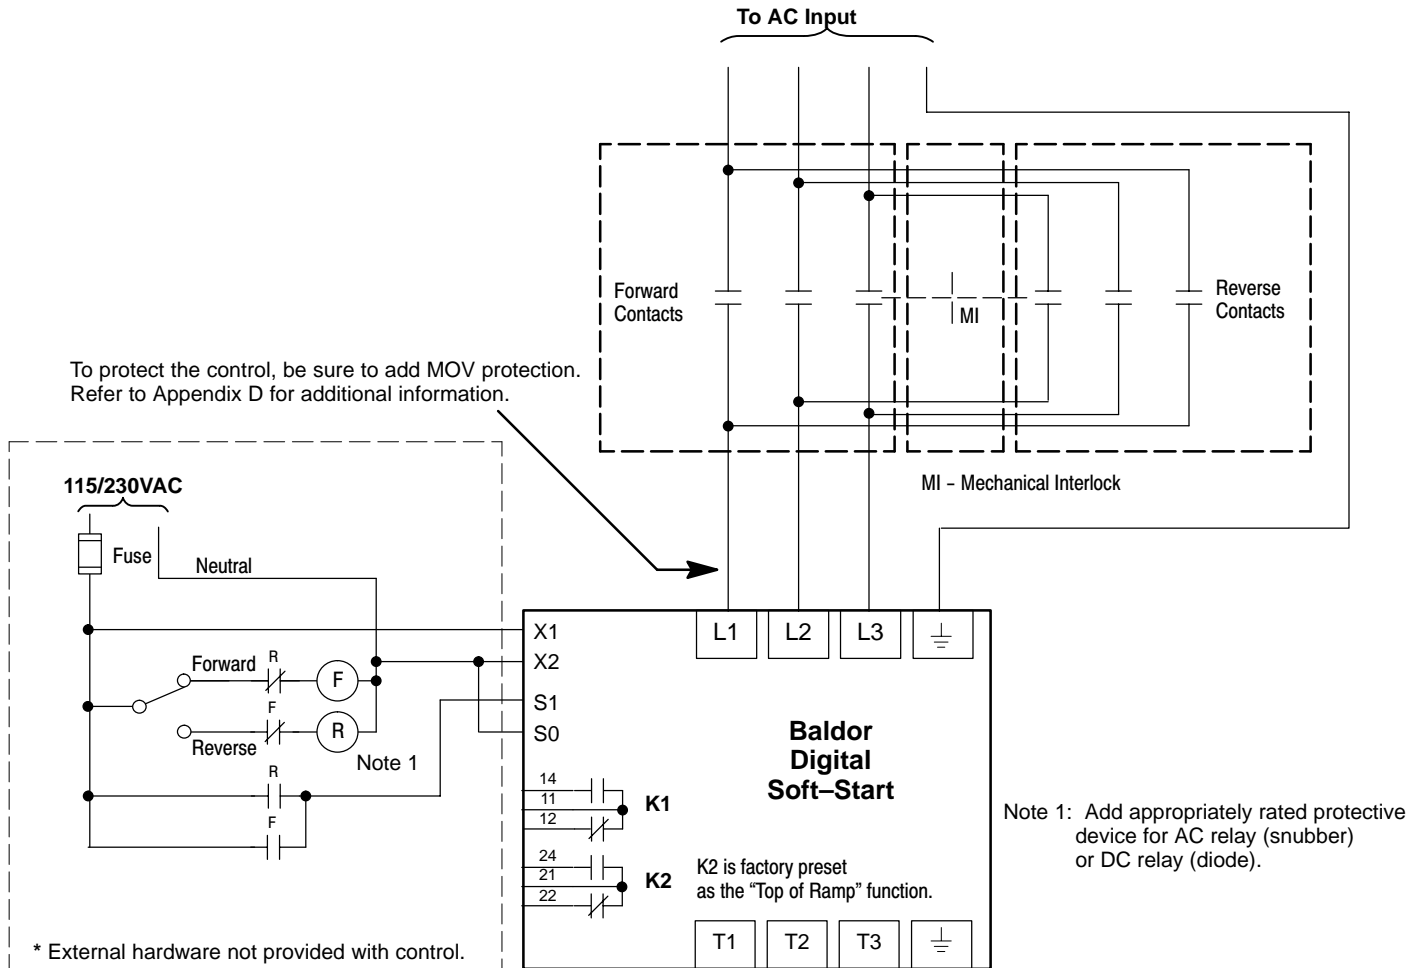 To AC Input
Forward
Contacts
MI
Reverse
Contacts
To protect the control, be sure to add MOV protection.
Refer to Appendix D for additional information.
MI – Mechanical Interlock
115/230VAC
Fuse
Neutral
Forward
R
F
F
R
Reverse
Note 1
R
F
* External hardware not provided with control.
X1
X2
S1
S0
L1
L2
L3
Baldor
Digital
Soft–Start
14
11
12
K1
24
21
22
K2
K2 is factory preset
as the “Top of Ramp” function.
T1
T2
T3
Note 1: Add appropriately rated protective
device for AC relay (snubber)
or DC relay (diode).